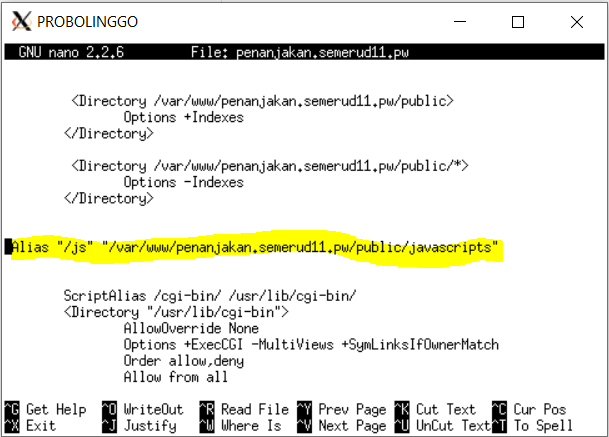 PROBOLINGGO
GNU nano 2.2.6 File: penanjakan.semerud11.pw
<Directory /var/www/penanjakan.semerud11.pw/public>
Options +Indexes
</Directory>
<Directory /var/www/penanjakan.semerud11.pw/public/*>
Options -Indexes
</Directory>
Alias "/js" "/var/www/penanjakan.semerud11.pw/public/javascripts"
ScriptAlias /cgi-bin/ /usr/lib/cgi-bin/
<Directory "/usr/lib/cgi-bin">
AllowOverride None
Options +ExecCGI -MultiViews +SymLinksIfOwnerMatch
Order allow,deny
Allow from all
^G Get Help ^O WriteOut ^R Read File ^Y Prev Page ^K Cut Text ^C Cur Pos
^X Exit ^J Justify ^W Where Is ^V Next Page ^U UnCut Text ^T To Spell